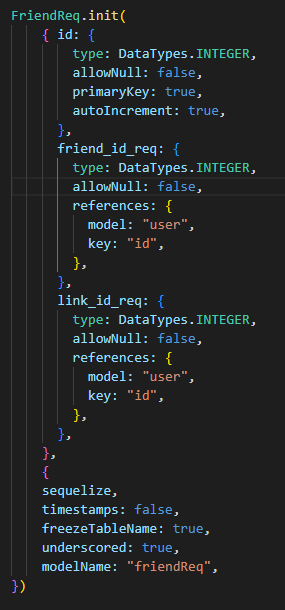 FriendReq.init(
{ id: {
type: DataTypes.INTEGER,
allowNull: false,
primaryKey: true,
autoIncrement: true,
},
friend_id_req: {
type: DataTypes.INTEGER,
allowNull: false,
references: {
model: "user",
key: "id",
},
},
link_id_req: {
type: DataTypes.INTEGER,
allowNull: false,
references: {
model: "user",
key: "id",
},
},
},
{
sequelize,
timestamps: false,
freezeTableName: true,
underscored: true,
modelName: "friendReq",
})